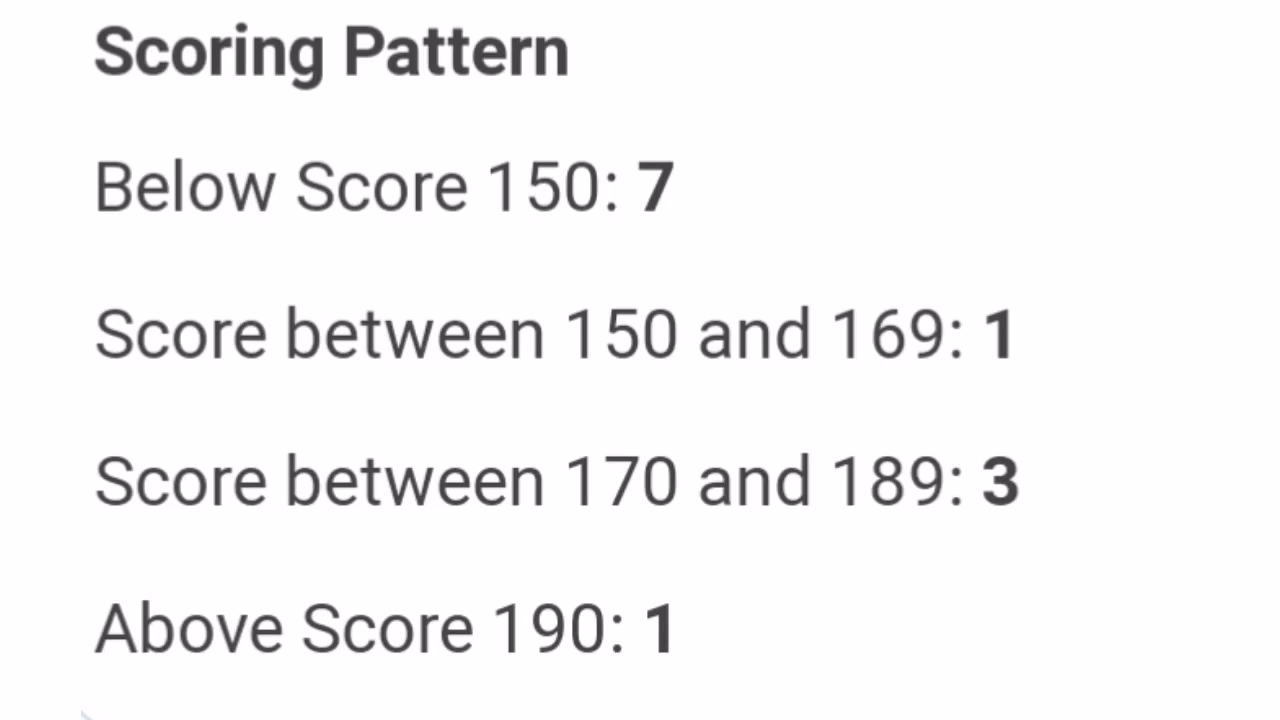 Scoring Pattern
Below Score 150: 7
Score between 150 and 169: 1
Score between 170 and 189: 3
Above Score 190: 1